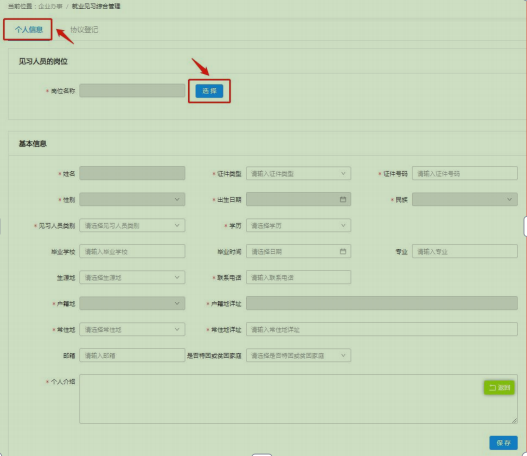 当前位置：企业办事 / 就业见习综合管理
个人信息 协议登记
见习人员的岗位
* 岗位名称 选择
基本信息
* 姓名 * 证件类型 请输入证件类型 * 证件号码 请输入证件号码
* 性别 * 出生日期 * 民族
* 见习人员类别 请选择见习人员类别 * 学历 请选择学历
毕业学校 请输入毕业学校 毕业时间 请选择日期 专业 请输入专业
生源地 请选择生源地 * 联系电话 请输入联系电话
* 户籍地 * 户籍地详址
* 常住地 请选择常住地 * 常住地详址 请输入常住地详址
邮箱 请输入邮箱 是否特困或贫困家庭 请选择是否特困或贫困家庭
* 个人介绍
保存